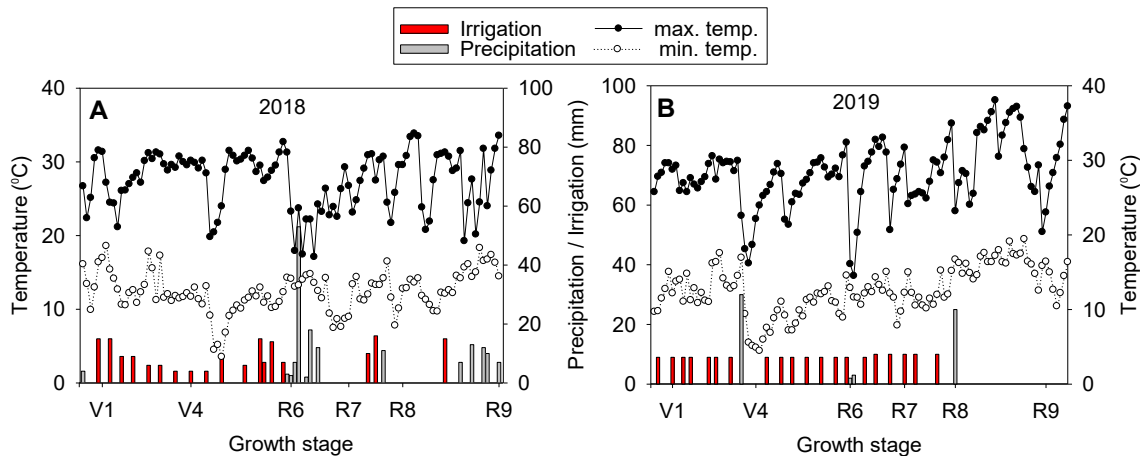 Irrigation max. temp.
Precipitation min. temp.
A 2018
B 2019
40 30 20 10 0
Temperature (⁰C)
100 80 60 40 20 0
V1 V4 R6 R7 R8 R9
Growth stage
Precipitation / Irrigation (mm)
100 80 60 40 20 0
40 30 20 10 0
Temperature (⁰C)
V1 V4 R6 R7 R8 R9
Growth stage